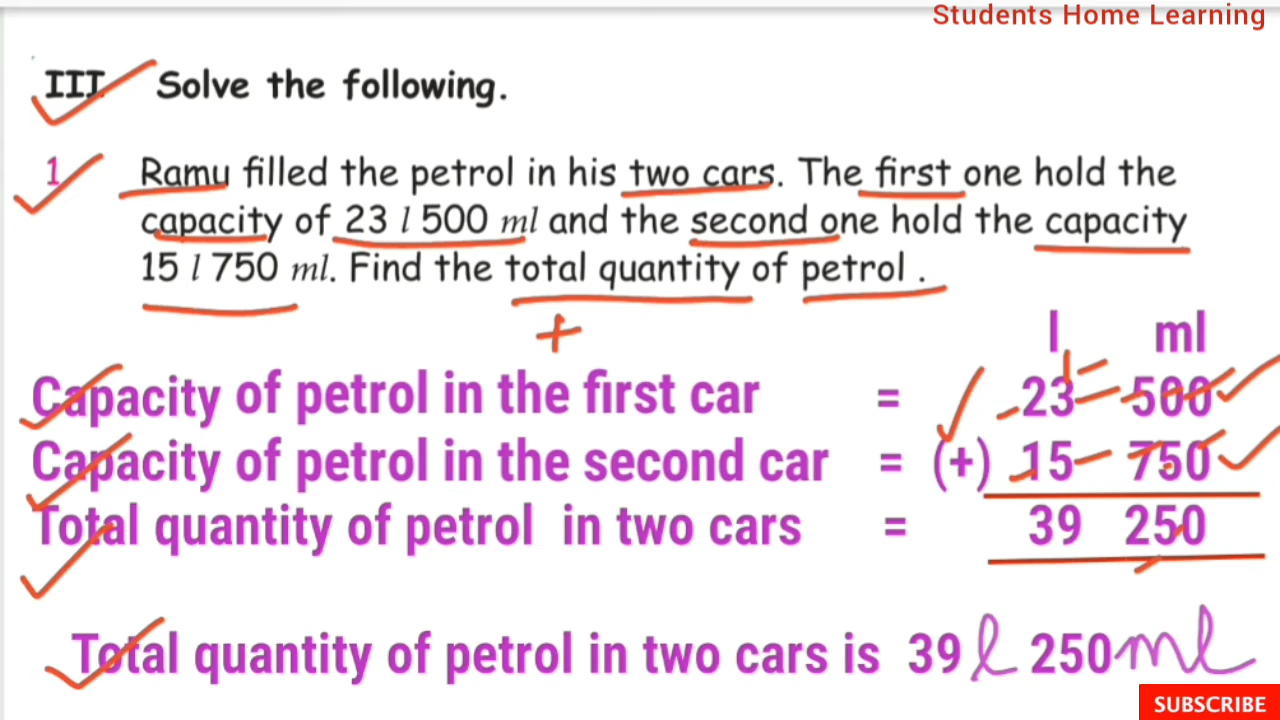 Students Home Learning
III Solve the following.
1 Ramu filled the petrol in his two cars. The first one hold the
capacity of 23 l 500 ml and the second one hold the capacity
15 l 750 ml. Find the total quantity of petrol .
+
l ml
1
Capacity of petrol in the first car = 23 500
Capacity of petrol in the second car = (+) 15 750
Total quantity of petrol in two cars = 39 250
Total quantity of petrol in two cars is 39 l 250 ml
SUBSCRIBE